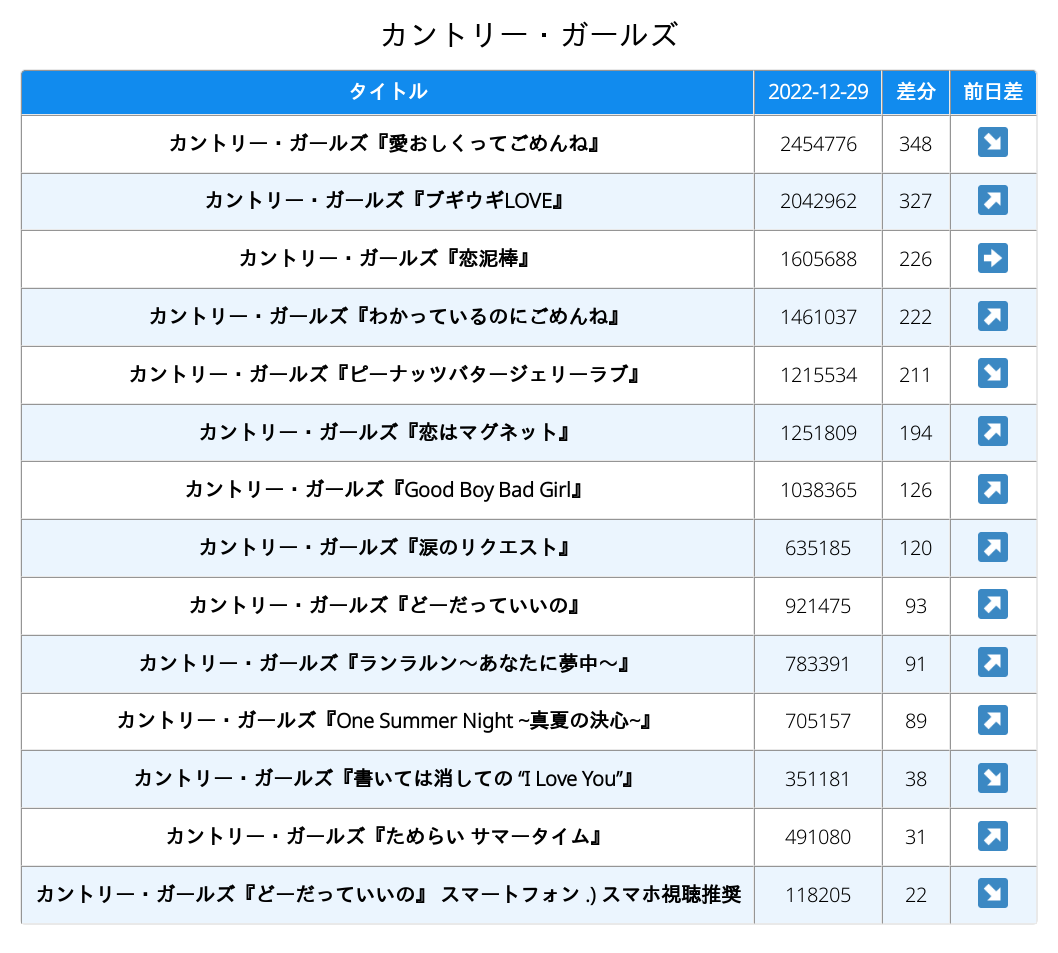 カントリー・ガールズ
タイトル 2022-12-29 差分 前日差
カントリー・ガールズ『愛おしくってごめんね』 2454776 348 ↘
カントリー・ガールズ『ブギウギLOVE』 2042962 327 ↗
カントリー・ガールズ『恋泥棒』 1605688 226 ➡
カントリー・ガールズ『わかっているのにごめんね』 1461037 222 ↗
カントリー・ガールズ『ピーナッツバタージェリーラブ』 1215534 211 ↘
カントリー・ガールズ『恋はマグネット』 1251809 194 ↗
カントリー・ガールズ『Good Boy Bad Girl』 1038365 126 ↗
カントリー・ガールズ『涙のリクエスト』 635185 120 ↗
カントリー・ガールズ『どーだっていいの』 921475 93 ↗
カントリー・ガールズ『ランラルン〜あなたに夢中〜』 783391 91 ↗
カントリー・ガールズ『One Summer Night ~真夏の決心~』 705157 89 ↗
カントリー・ガールズ『書いては消しての “I Love You”』 351181 38 ↘
カントリー・ガールズ『ためらい サマータイム』 491080 31 ↗
カントリー・ガールズ『どーだっていいの』 スマートフォン .) スマホ視聴推奨 118205 22 ↘